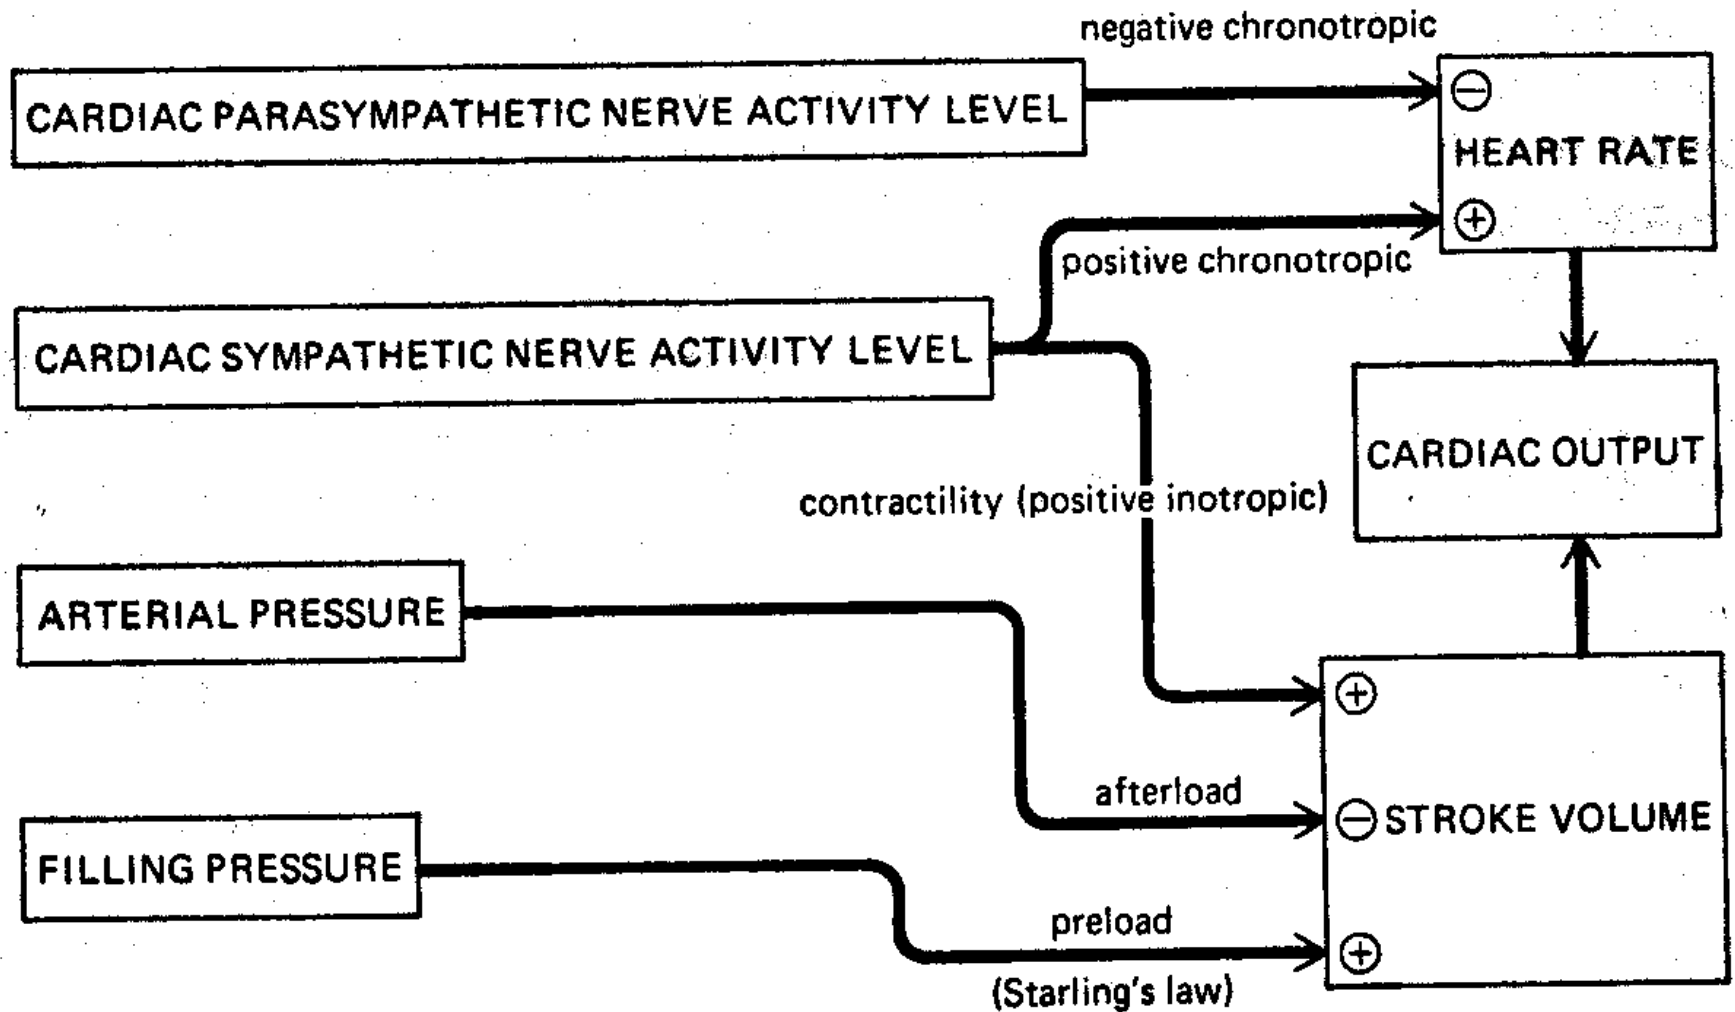 negative chronotropic
CARDIAC PARASYMPATHETIC NERVE ACTIVITY LEVEL
⊖
HEART RATE
⊕
positive chronotropic
CARDIAC SYMPATHETIC NERVE ACTIVITY LEVEL
CARDIAC OUTPUT
contractility (positive inotropic)
ARTERIAL PRESSURE
⊕
afterload
⊖ STROKE VOLUME
FILLING PRESSURE
preload
⊕
(Starling's law)